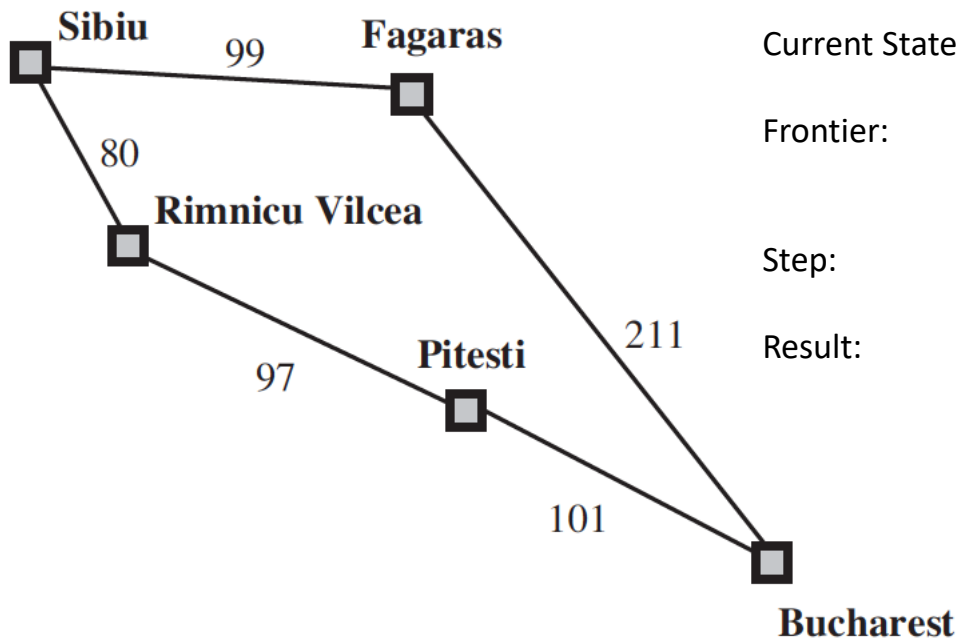 Sibiu
Fagaras
99
80
Rimnicu Vilcea
97
Pitesti
211
101
Bucharest
Current State
Frontier:
Step:
Result: